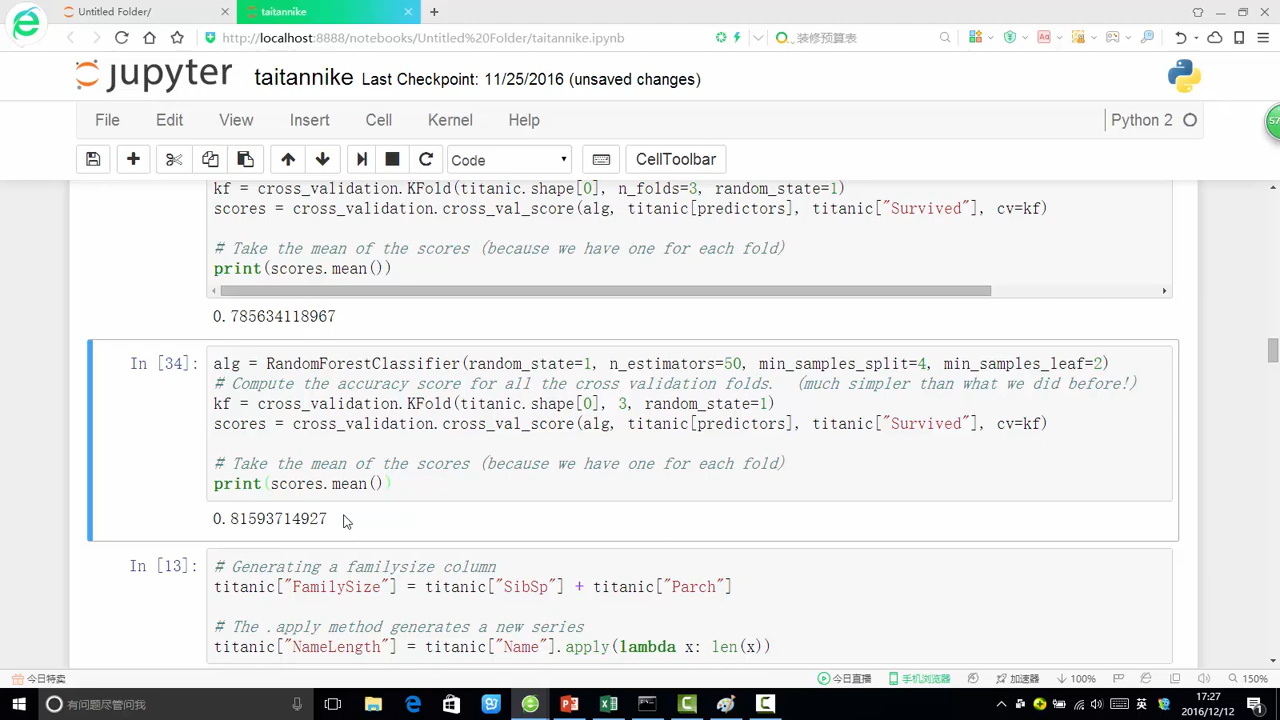 Untitled Folder/
taitannike
http://localhost:8888/notebooks/Untitled%20Folder/taitannike.ipynb
装修预算表
jupyter taitannike Last Checkpoint: 11/25/2016 (unsaved changes)
File Edit View Insert Cell Kernel Help
Python 2
57
Code
CellToolbar
kf = cross_validation.KFold(titanic.shape[0], n_folds=3, random_state=1)
scores = cross_validation.cross_val_score(alg, titanic[predictors], titanic["Survived"], cv=kf)
# Take the mean of the scores (because we have one for each fold)
print(scores.mean())
0.785634118967
In [34]:
alg = RandomForestClassifier(random_state=1, n_estimators=50, min_samples_split=4, min_samples_leaf=2)
# Compute the accuracy score for all the cross validation folds.  (much simpler than what we did before!)
kf = cross_validation.KFold(titanic.shape[0], 3, random_state=1)
scores = cross_validation.cross_val_score(alg, titanic[predictors], titanic["Survived"], cv=kf)
# Take the mean of the scores (because we have one for each fold)
print(scores.mean())
0.81593714927
In [13]:
# Generating a familysize column
titanic["FamilySize"] = titanic["SibSp"] + titanic["Parch"]
# The .apply method generates a new series
titanic["NameLength"] = titanic["Name"].apply(lambda x: len(x))
今日特卖
今日直播
手机浏览器
加速器
100%
150%
有问题尽管问我
英
17:27
2016/12/12